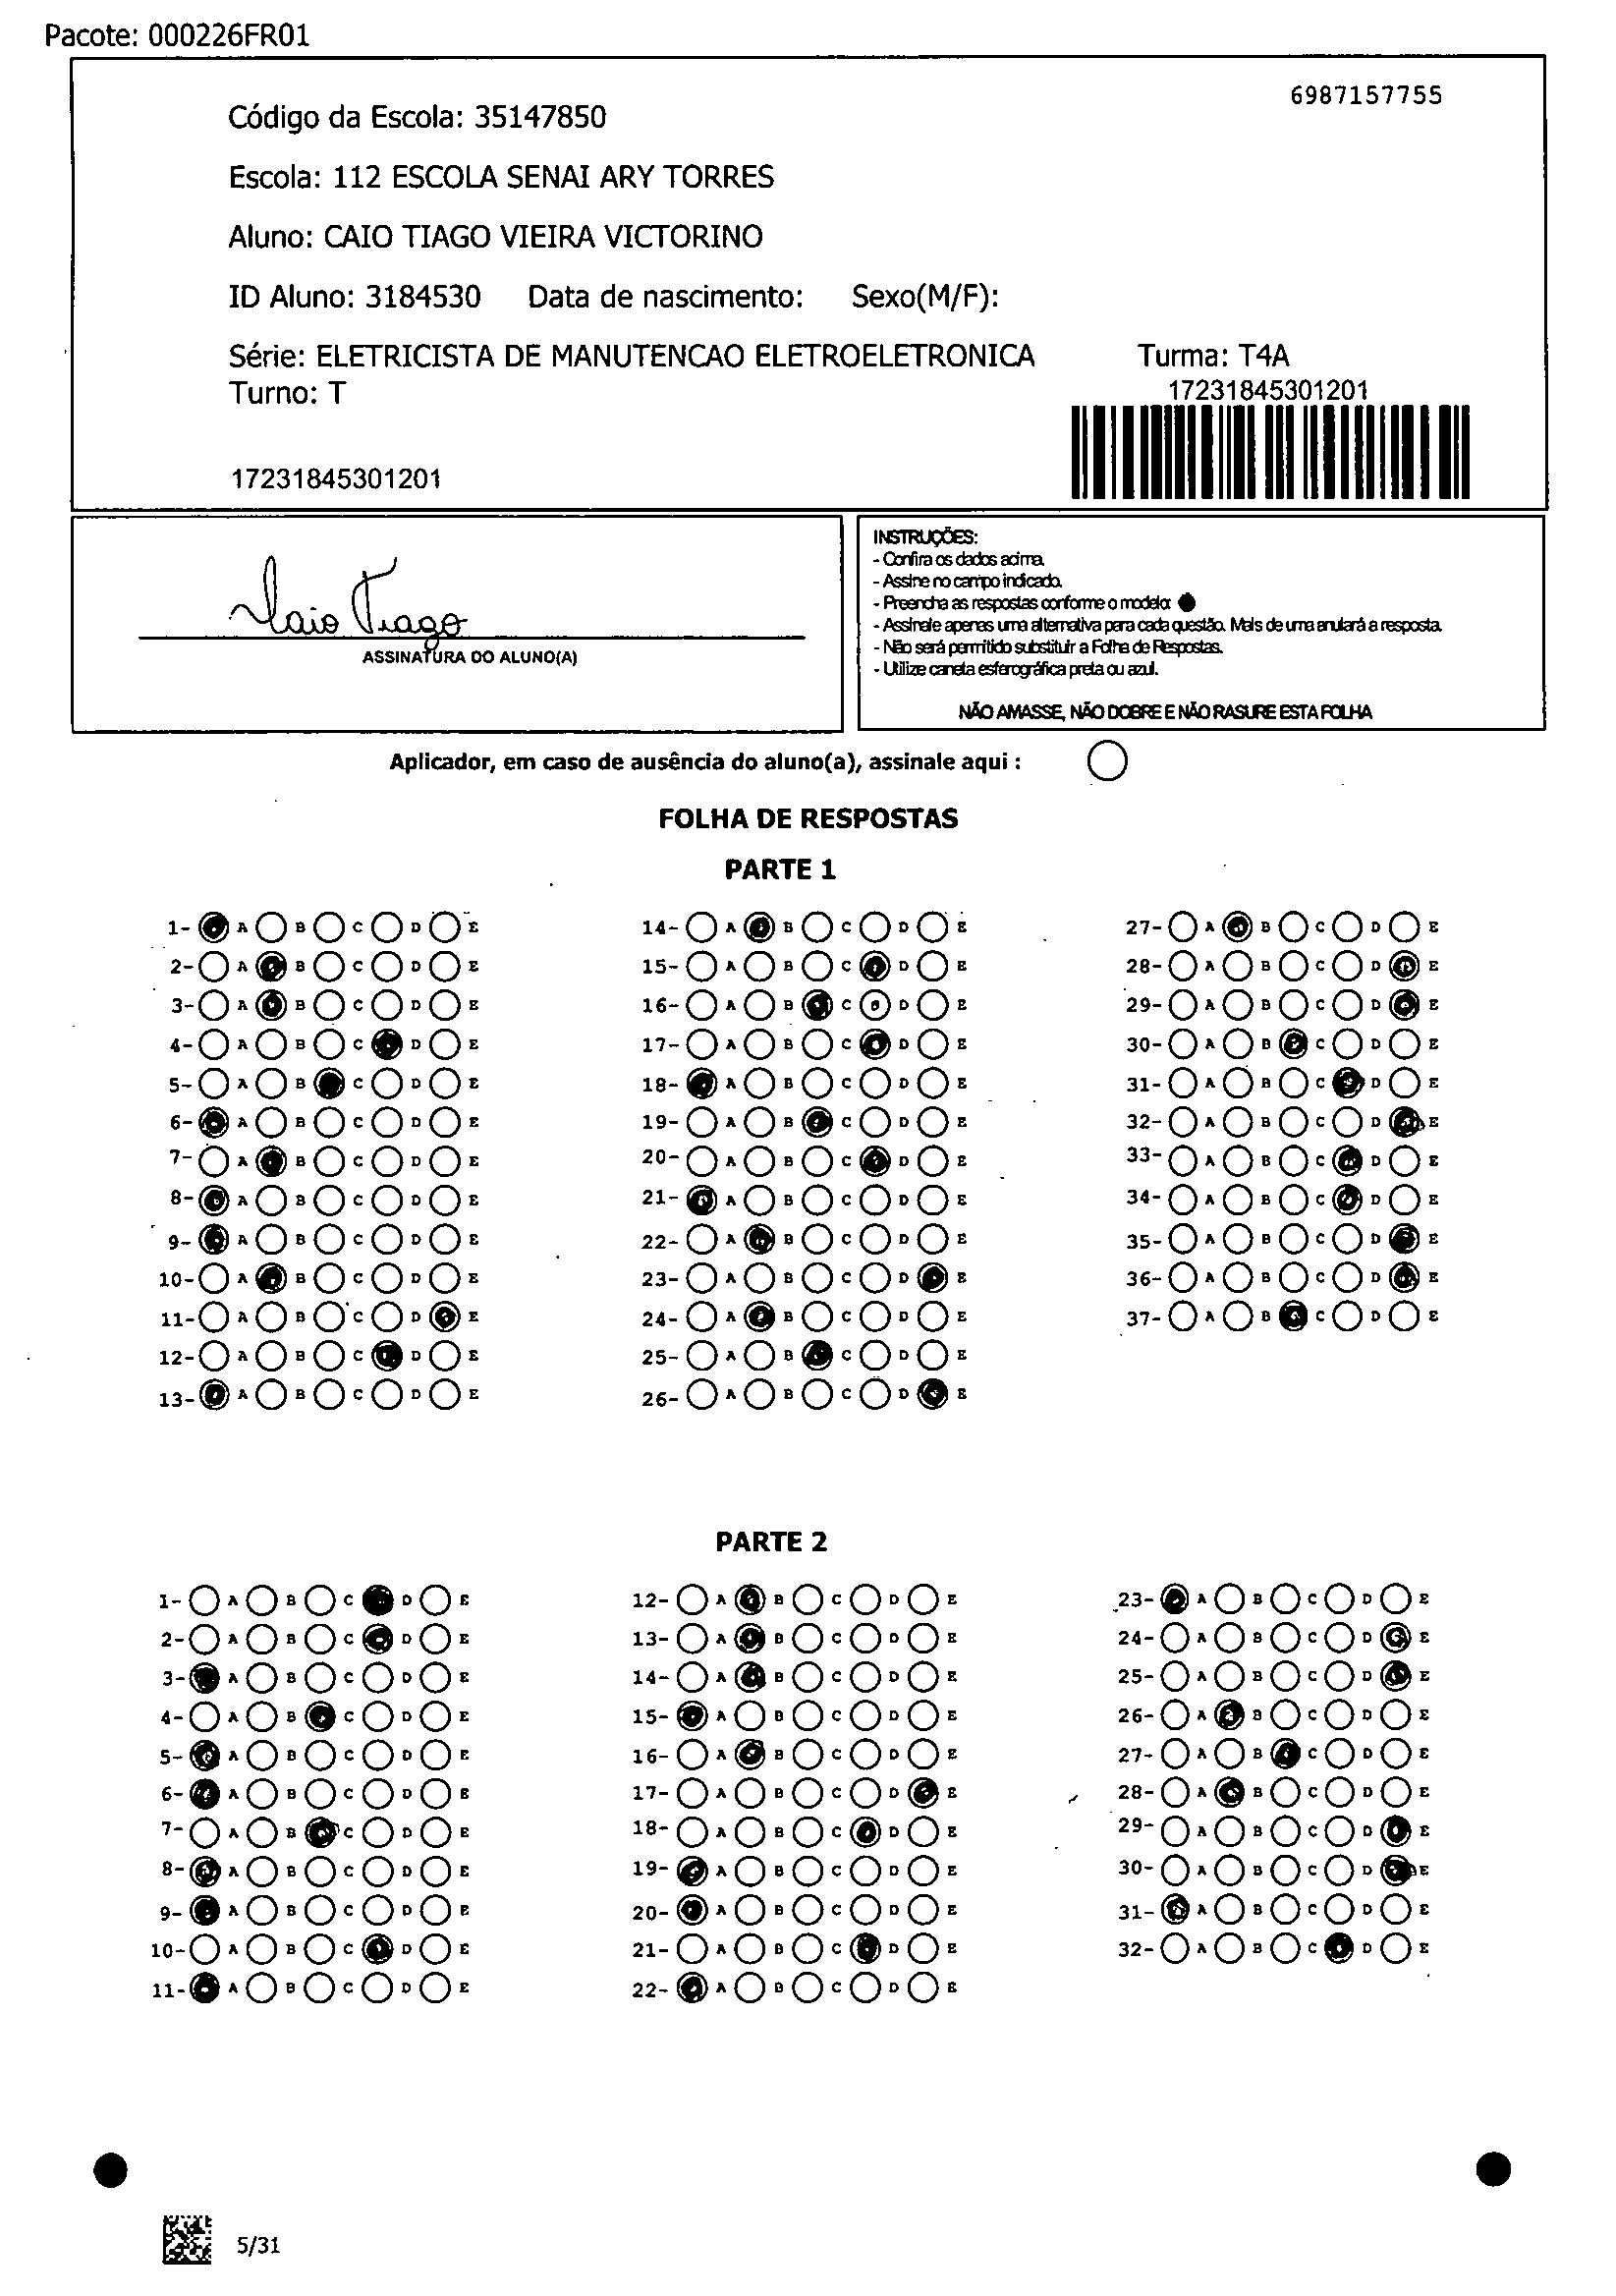 Pacote: 000226FR01
6987157755
Código da Escola: 35147850
Escola: 112 ESCOLA SENAI ARY TORRES
Aluno: CAIO TIAGO VIEIRA VICTORINO
ID Aluno: 3184530 Data de nascimento: Sexo(M/F):
Série: ELETRICISTA DE MANUTENCAO ELETROELETRONICA Turma: T4A
Turno: T 17231845301201
17231845301201
Caio Tiago
ASSINATURA DO ALUNO(A)
INSTRUÇÕES:
- Confira os dados acima.
- Assine no campo indicado.
- Preencha as respostas conforme o modelo:
- Assinale apenas uma alternativa para cada questão. Mais de uma anulará a resposta.
- Não será permitido substituir a Folha de Respostas.
- Utilize caneta esferográfica preta ou azul.
NÃO AMASSE, NÃO DOBRE E NÃO RASURE ESTA FOLHA
Aplicador, em caso de ausência do aluno(a), assinale aqui :
FOLHA DE RESPOSTAS
PARTE 1
1- A B C D E 14- A B C D E 27- A B C D E
2- A B C D E 15- A B C D E 28- A B C D E
3- A B C D E 16- A B C D E 29- A B C D E
4- A B C D E 17- A B C D E 30- A B C D E
5- A B C D E 18- A B C D E 31- A B C D E
6- A B C D E 19- A B C D E 32- A B C D E
7- A B C D E 20- A B C D E 33- A B C D E
8- A B C D E 21- A B C D E 34- A B C D E
9- A B C D E 22- A B C D E 35- A B C D E
10- A B C D E 23- A B C D E 36- A B C D E
11- A B C D E 24- A B C D E 37- A B C D E
12- A B C D E 25- A B C D E
13- A B C D E 26- A B C D E
PARTE 2
1- A B C D E 12- A B C D E 23- A B C D E
2- A B C D E 13- A B C D E 24- A B C D E
3- A B C D E 14- A B C D E 25- A B C D E
4- A B C D E 15- A B C D E 26- A B C D E
5- A B C D E 16- A B C D E 27- A B C D E
6- A B C D E 17- A B C D E 28- A B C D E
7- A B C D E 18- A B C D E 29- A B C D E
8- A B C D E 19- A B C D E 30- A B C D E
9- A B C D E 20- A B C D E 31- A B C D E
10- A B C D E 21- A B C D E 32- A B C D E
11- A B C D E 22- A B C D E
5/31